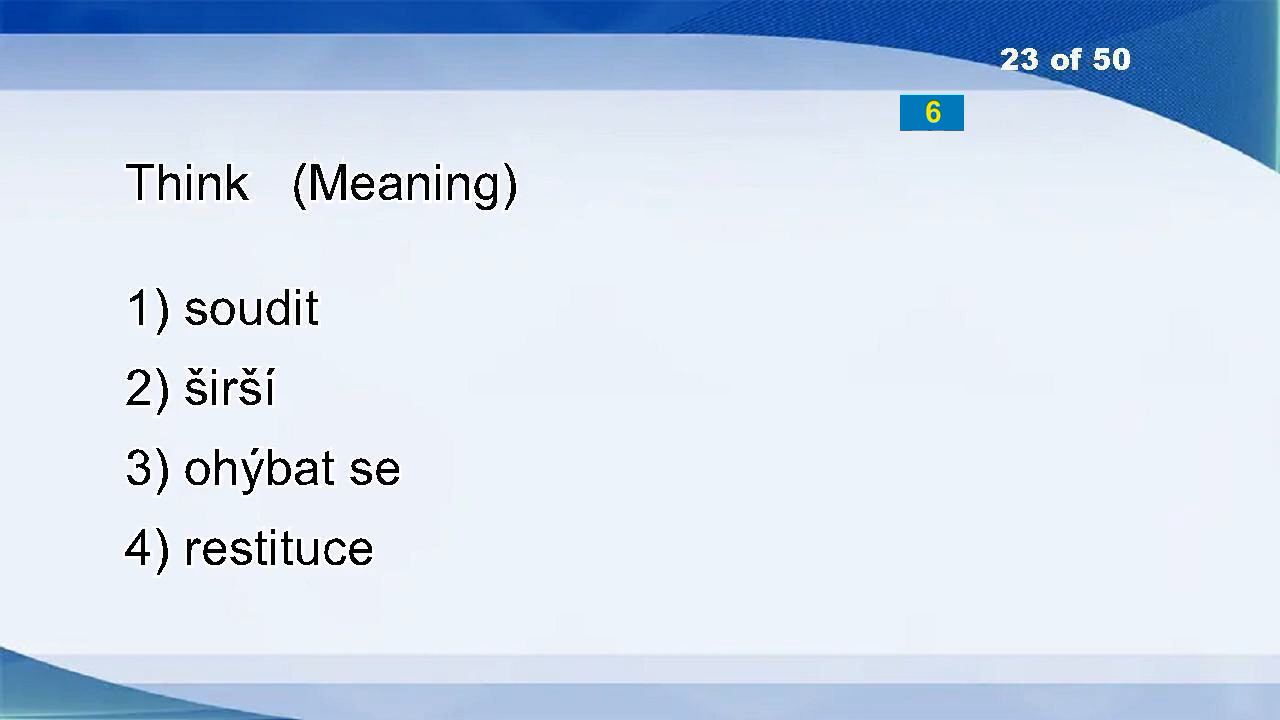 23 of 50
6
Think (Meaning)
1) soudit
2) širší
3) ohýbat se
4) restituce